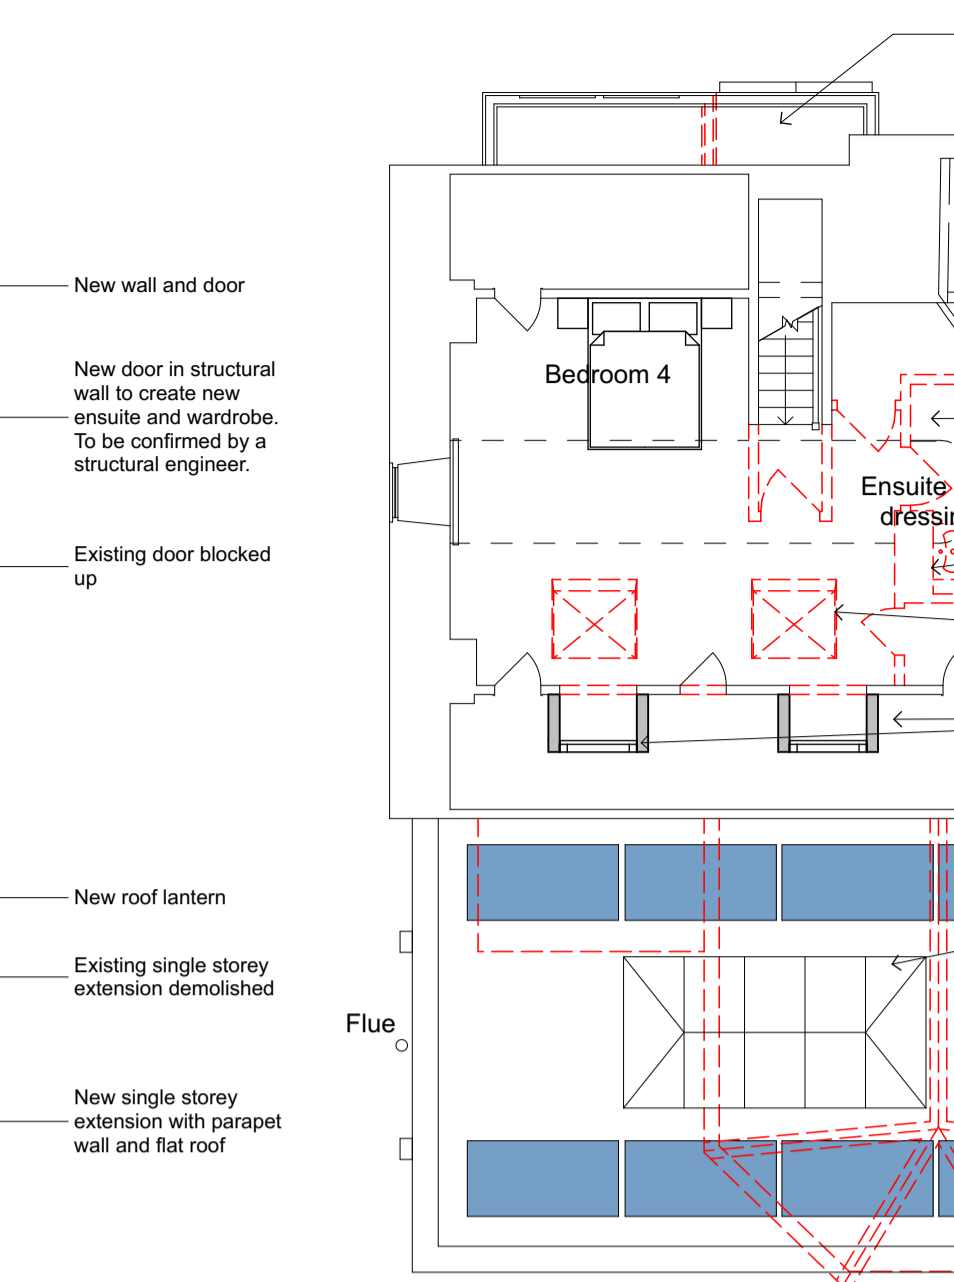 New wall and door
New door in structural
wall to create new
ensuite and wardrobe.
To be confirmed by a
structural engineer.
Bedroom 4
Ensuite
dressin
Existing door blocked
up
New roof lantern
Existing single storey
extension demolished
Flue
New single storey
extension with parapet
wall and flat roof